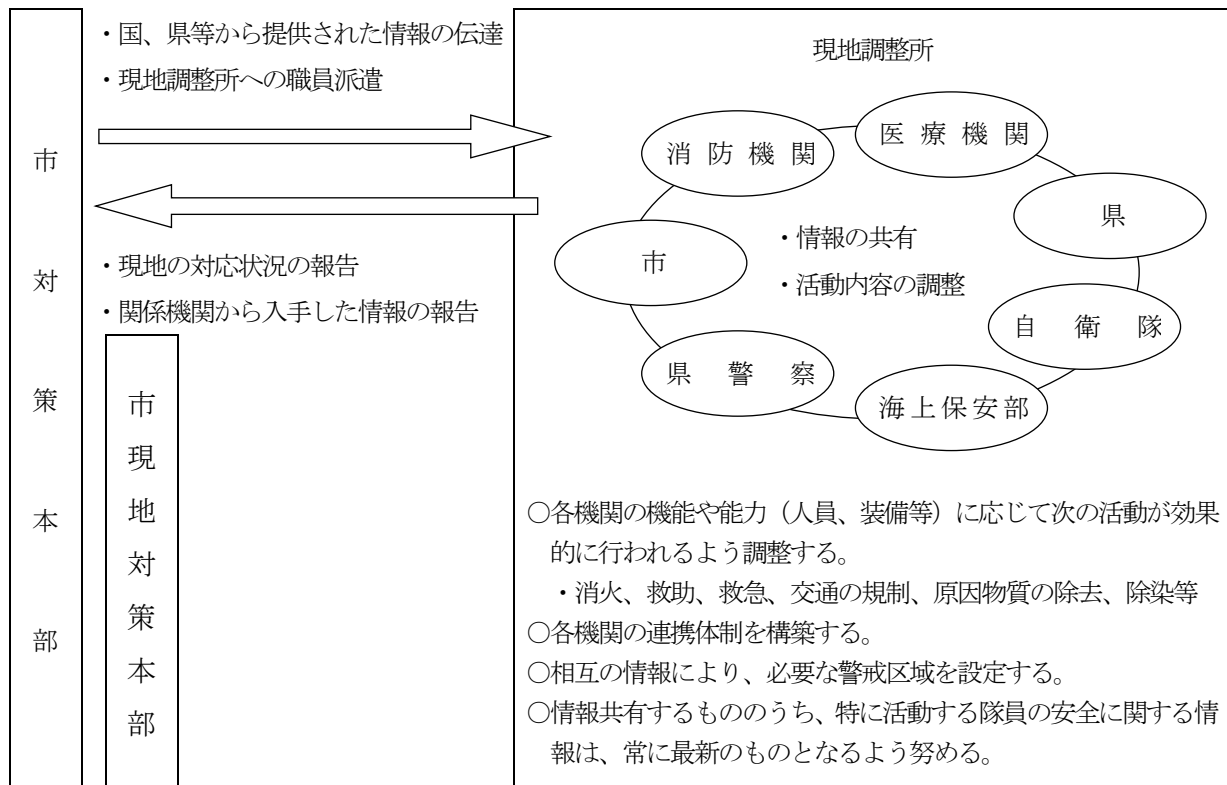 市対策本部
・国、県等から提供された情報の伝達
・現地調整所への職員派遣
・現地の対応状況の報告
・関係機関から入手した情報の報告
市現地対策本部
現地調整所
消防機関
医療機関
県
市
・情報の共有
・活動内容の調整
自衛隊
県警察
海上保安部
○各機関の機能や能力（人員、装備等）に応じて次の活動が効果
的に行われるよう調整する。
・消火、救助、救急、交通の規制、原因物質の除去、除染等
○各機関の連携体制を構築する。
○相互の情報により、必要な警戒区域を設定する。
○情報共有するもののうち、特に活動する隊員の安全に関する情
報は、常に最新のものとなるよう努める。